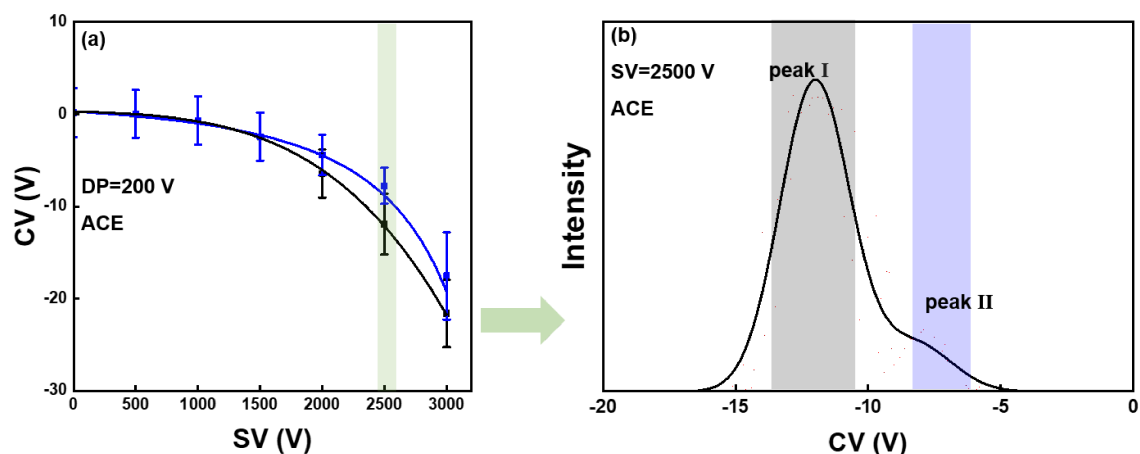 (a)
10
0
-10
-20
-30
CV (V)
DP=200 V
ACE
0 500 1000 1500 2000 2500 3000
SV (V)
(b)
SV=2500 V
ACE
peak I
peak II
Intensity
-20 -15 -10 -5 0
CV (V)